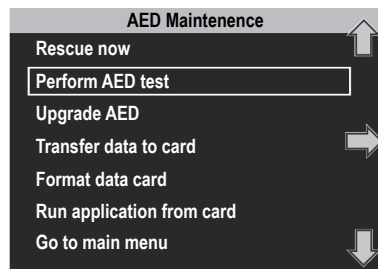 AED Maintenence
Rescue now
Perform AED test
Upgrade AED
Transfer data to card
Format data card
Run application from card
Go to main menu